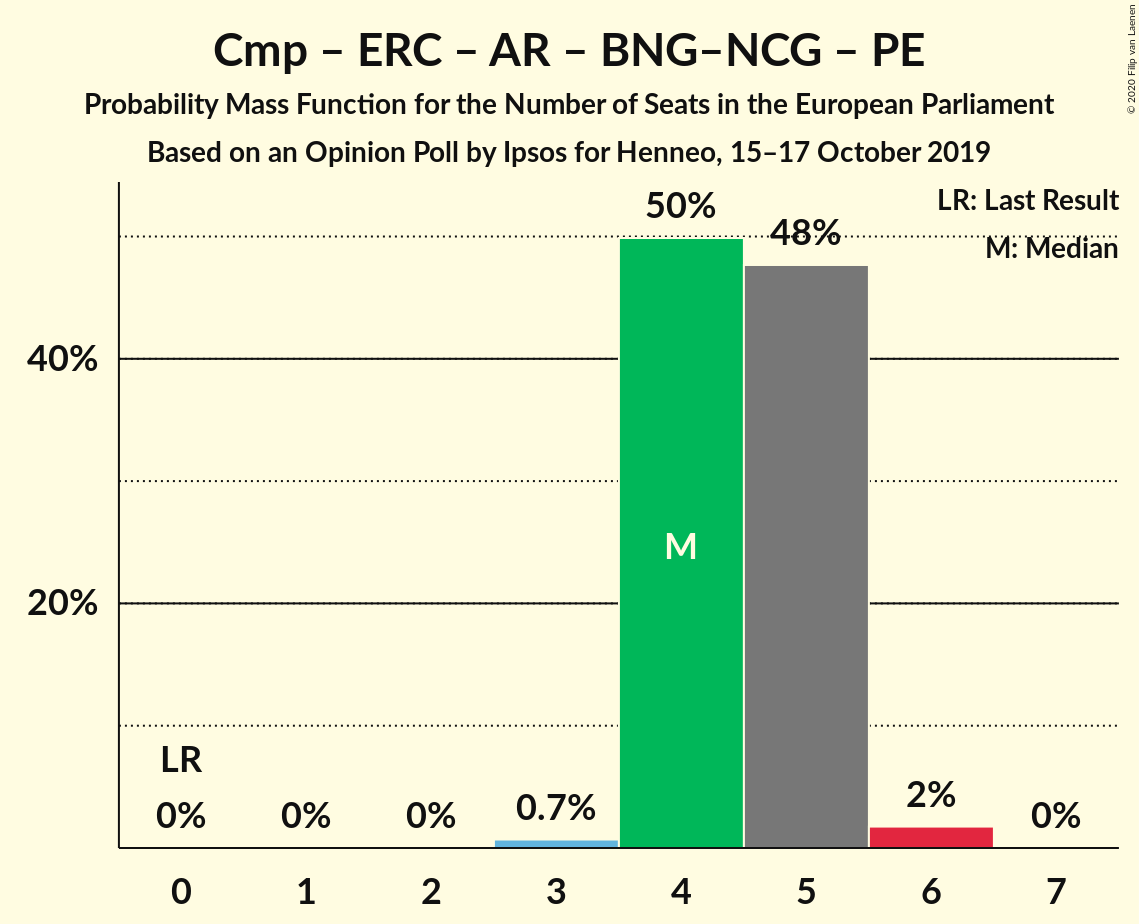 Cmp – ERC – AR – BNG–NCG – PE
Probability Mass Function for the Number of Seats in the European Parliament
Based on an Opinion Poll by Ipsos for Henneo, 15–17 October 2019
© 2020 Filip van Laenen
LR: Last Result
M: Median
50%
48%
40%
M
20%
LR
0%
0%
0%
0.7%
2%
0%
0 1 2 3 4 5 6 7